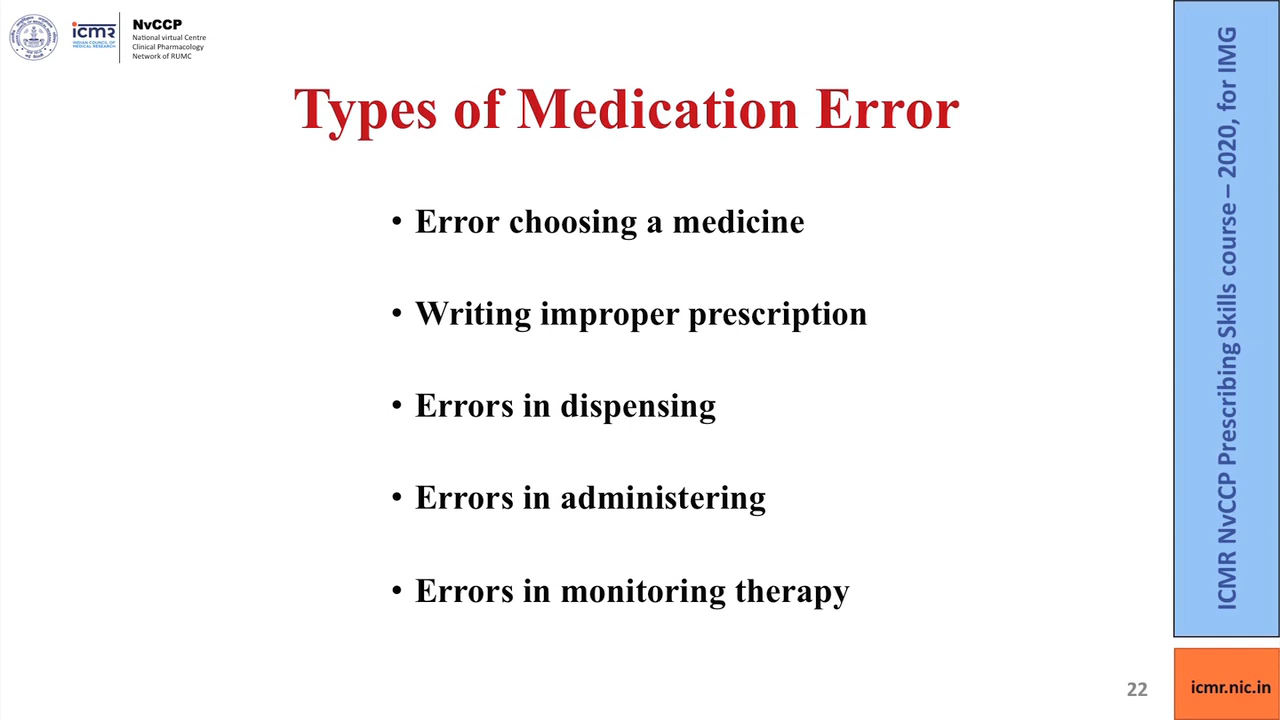 icmr
INDIAN COUNCIL OF
MEDICAL RESEARCH
NvCCP
National virtual Centre
Clinical Pharmacology
Network of RUMC
Types of Medication Error
• Error choosing a medicine
• Writing improper prescription
• Errors in dispensing
• Errors in administering
• Errors in monitoring therapy
22
ICMR NvCCP Prescribing Skills course – 2020, for IMG
icmr.nic.in